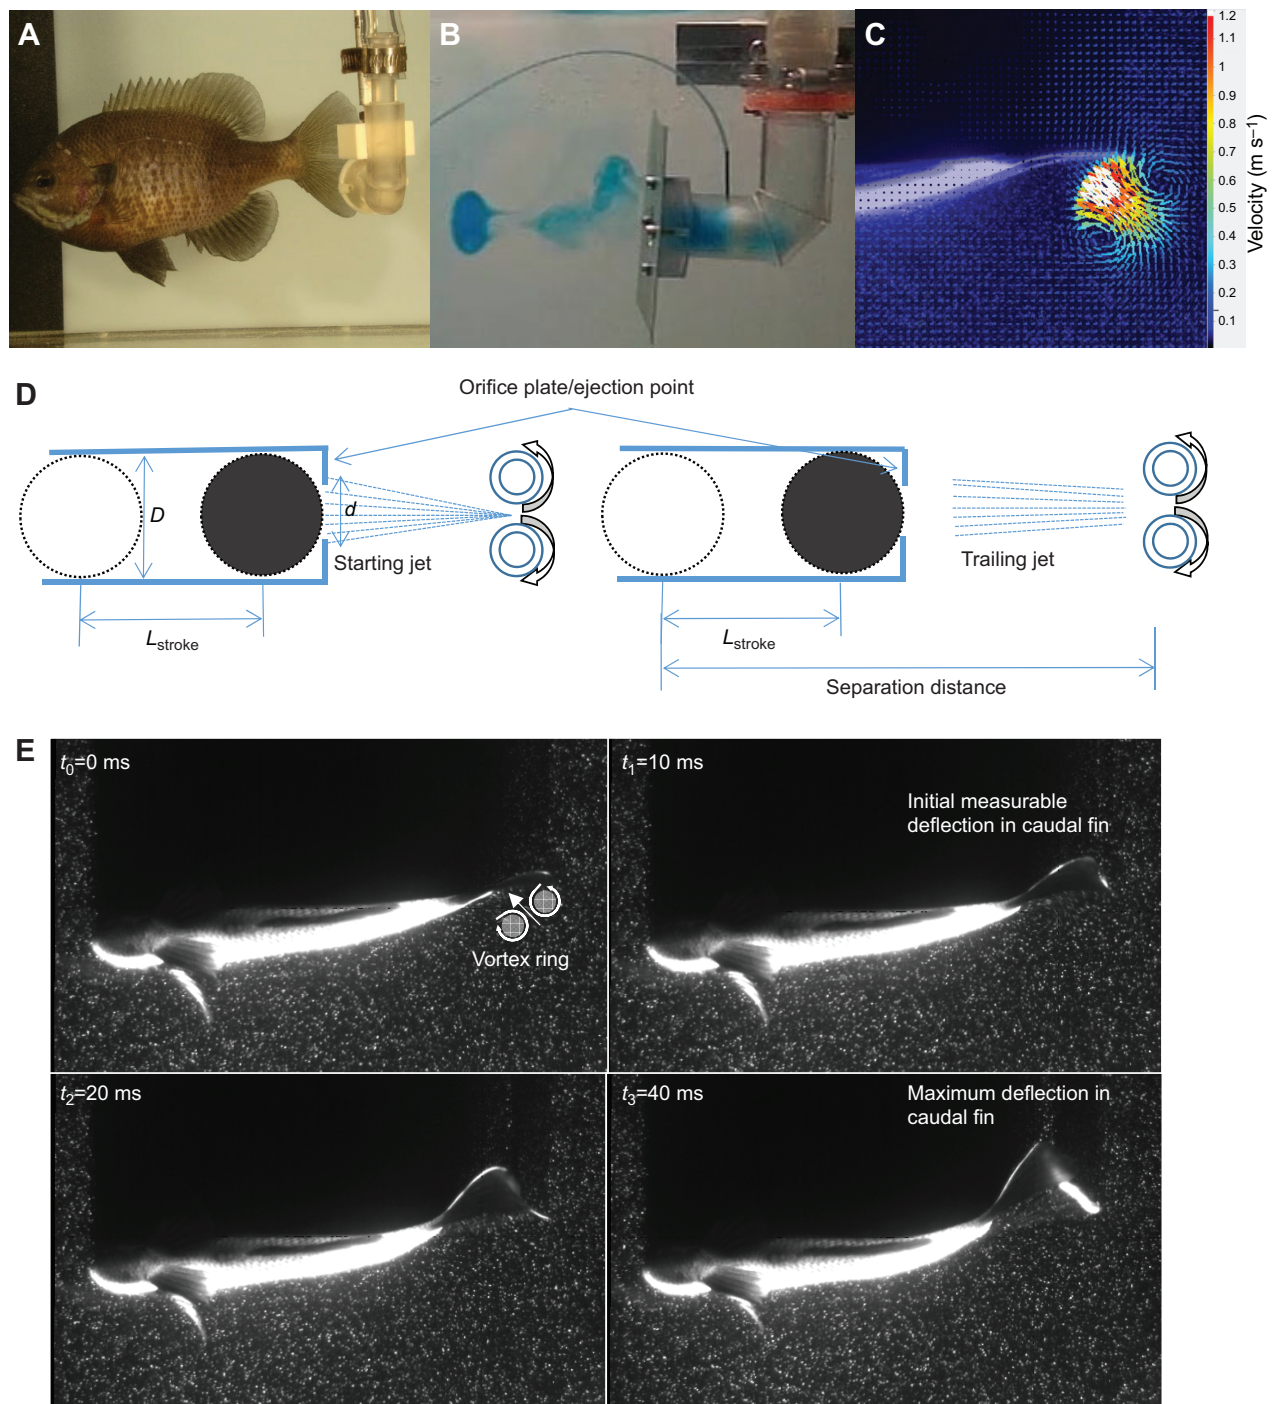 A
B
C
1.2
1.1
1
0.9
0.8
0.7
0.6
0.5
0.4
0.3
0.2
0.1
Velocity (m s⁻¹)
D
Orifice plate/ejection point
D
d
Starting jet
Trailing jet
Lstroke
Lstroke
Separation distance
E
t0=0 ms
Vortex ring
t1=10 ms
Initial measurable
deflection in caudal fin
t2=20 ms
t3=40 ms
Maximum deflection in
caudal fin